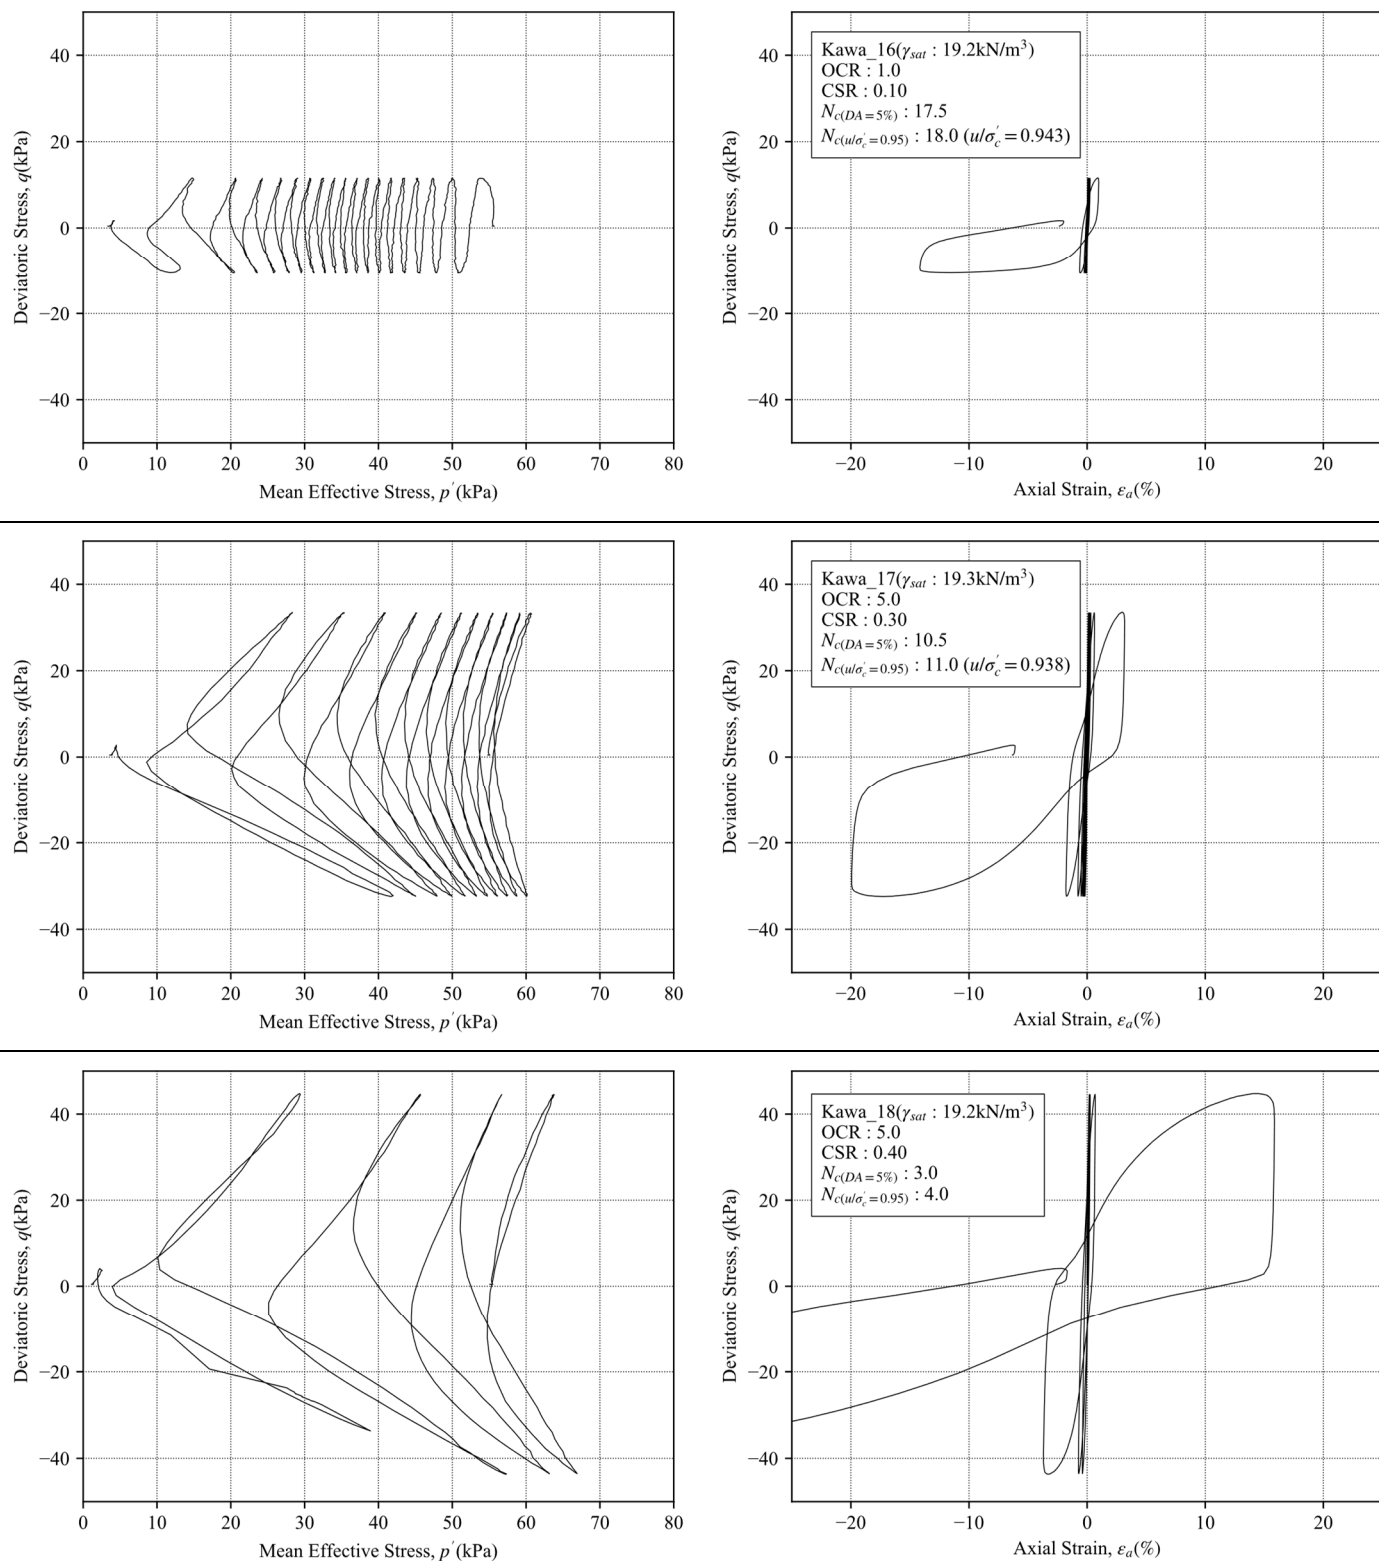 40
20
0
−20
−40
Deviatoric Stress, q(kPa)
0 10 20 30 40 50 60 70 80
Mean Effective Stress, p′(kPa)
Kawa_16(γsat : 19.2kN/m³)
OCR : 1.0
CSR : 0.10
Nc(DA=5%) : 17.5
Nc(u/σ′c=0.95) : 18.0 (u/σ′c=0.943)
40
20
0
−20
−40
Deviatoric Stress, q(kPa)
−20 −10 0 10 20
Axial Strain, εa(%)
40
20
0
−20
−40
Deviatoric Stress, q(kPa)
0 10 20 30 40 50 60 70 80
Mean Effective Stress, p′(kPa)
Kawa_17(γsat : 19.3kN/m³)
OCR : 5.0
CSR : 0.30
Nc(DA=5%) : 10.5
Nc(u/σ′c=0.95) : 11.0 (u/σ′c=0.938)
40
20
0
−20
−40
Deviatoric Stress, q(kPa)
−20 −10 0 10 20
Axial Strain, εa(%)
40
20
0
−20
−40
Deviatoric Stress, q(kPa)
0 10 20 30 40 50 60 70 80
Mean Effective Stress, p′(kPa)
Kawa_18(γsat : 19.2kN/m³)
OCR : 5.0
CSR : 0.40
Nc(DA=5%) : 3.0
Nc(u/σ′c=0.95) : 4.0
40
20
0
−20
−40
Deviatoric Stress, q(kPa)
−20 −10 0 10 20
Axial Strain, εa(%)